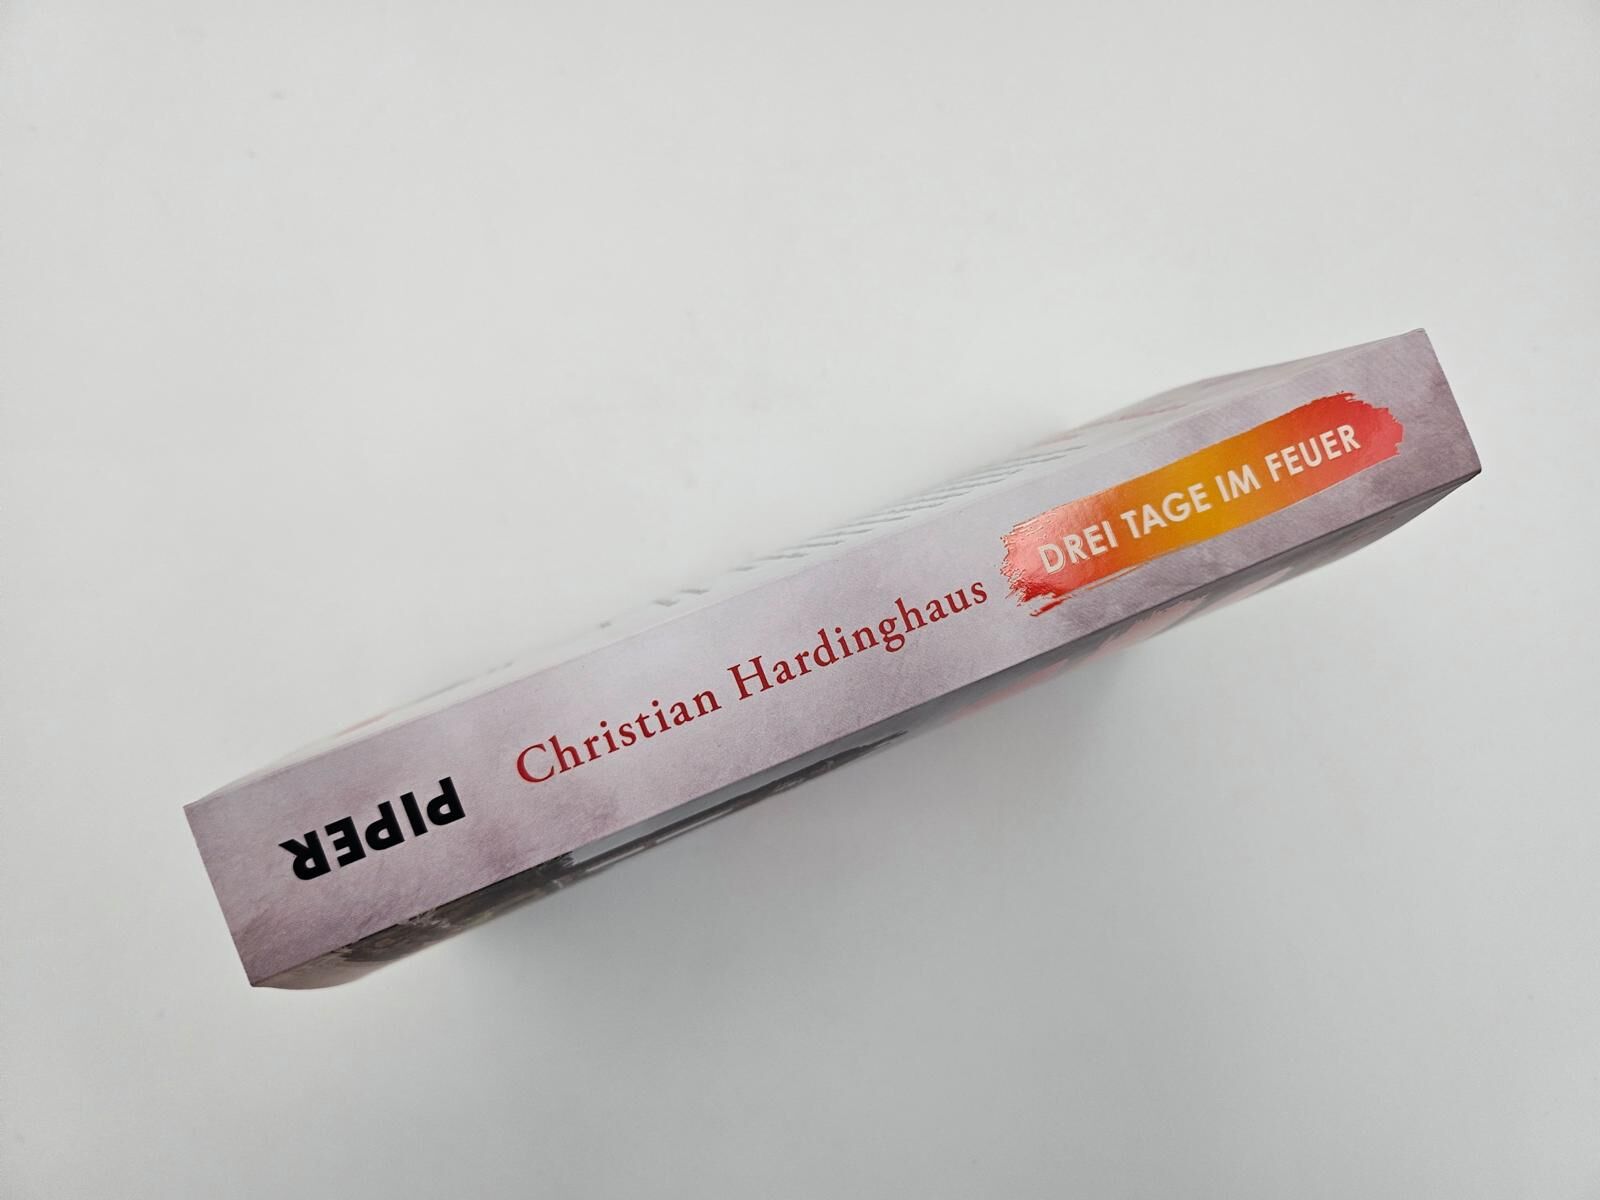 PIPER
Christian Hardinghaus
DREI TAGE IM FEUER